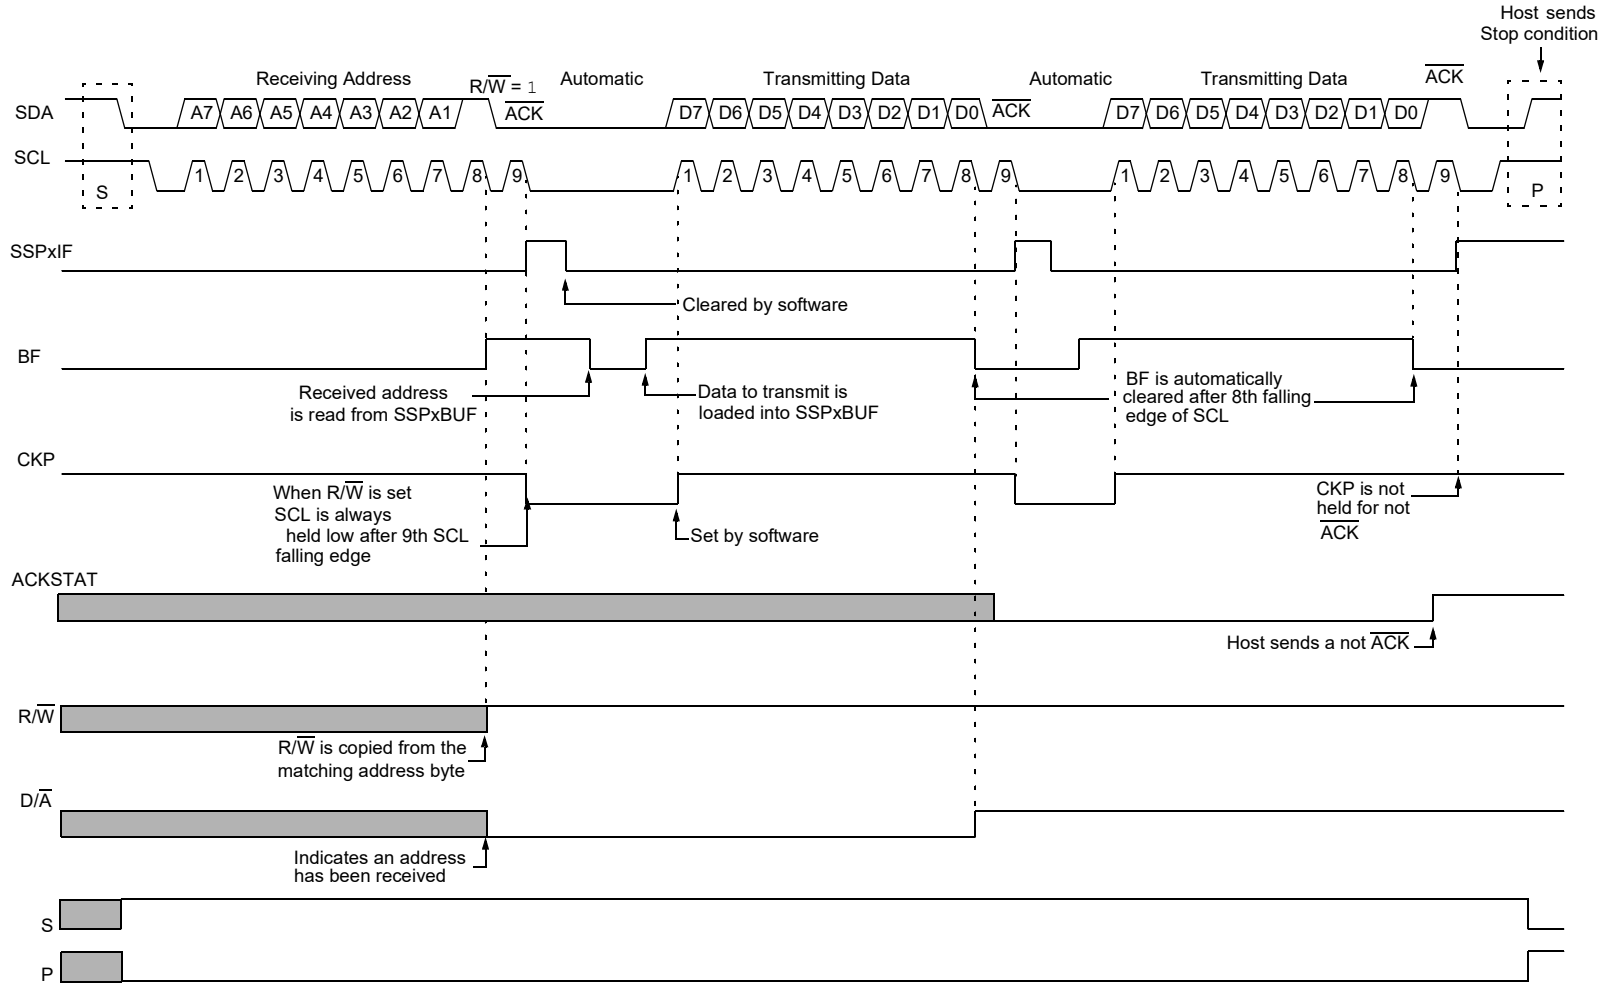 Host sends
Stop condition
Receiving Address
R/W = 1
Automatic
Transmitting Data
Automatic
Transmitting Data
ACK
SDA
A7 A6 A5 A4 A3 A2 A1
ACK
D7 D6 D5 D4 D3 D2 D1 D0
ACK
D7 D6 D5 D4 D3 D2 D1 D0
SCL
1 2 3 4 5 6 7 8 9
1 2 3 4 5 6 7 8 9
1 2 3 4 5 6 7 8 9
S
P
SSPxIF
Cleared by software
BF
Received address
is read from SSPxBUF
Data to transmit is
loaded into SSPxBUF
BF is automatically
cleared after 8th falling
edge of SCL
CKP
When R/W is set
SCL is always
held low after 9th SCL
falling edge
Set by software
CKP is not
held for not
ACK
ACKSTAT
Host sends a not ACK
R/W
R/W is copied from the
matching address byte
D/A
Indicates an address
has been received
S
P